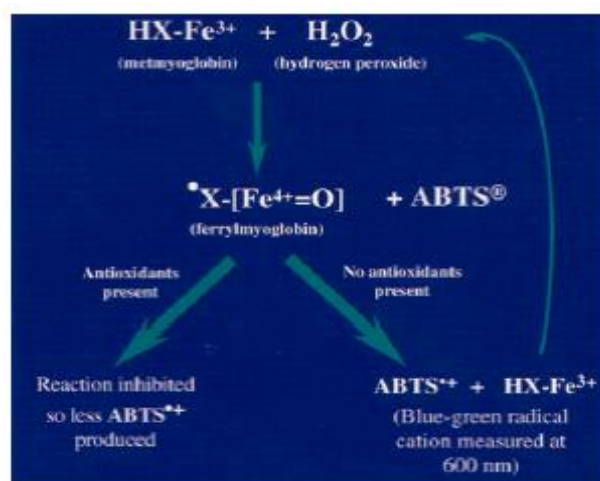 HX-Fe³⁺ + H₂O₂
(metmyoglobin) (hydrogen peroxide)
•X-[Fe⁴⁺=O] + ABTS®
(ferrylmyoglobin)
Antioxidants
present
No antioxidants
present
Reaction inhibited
so less ABTS•⁺
produced
ABTS•⁺ + HX-Fe³⁺
(Blue-green radical
cation measured at
600 nm)